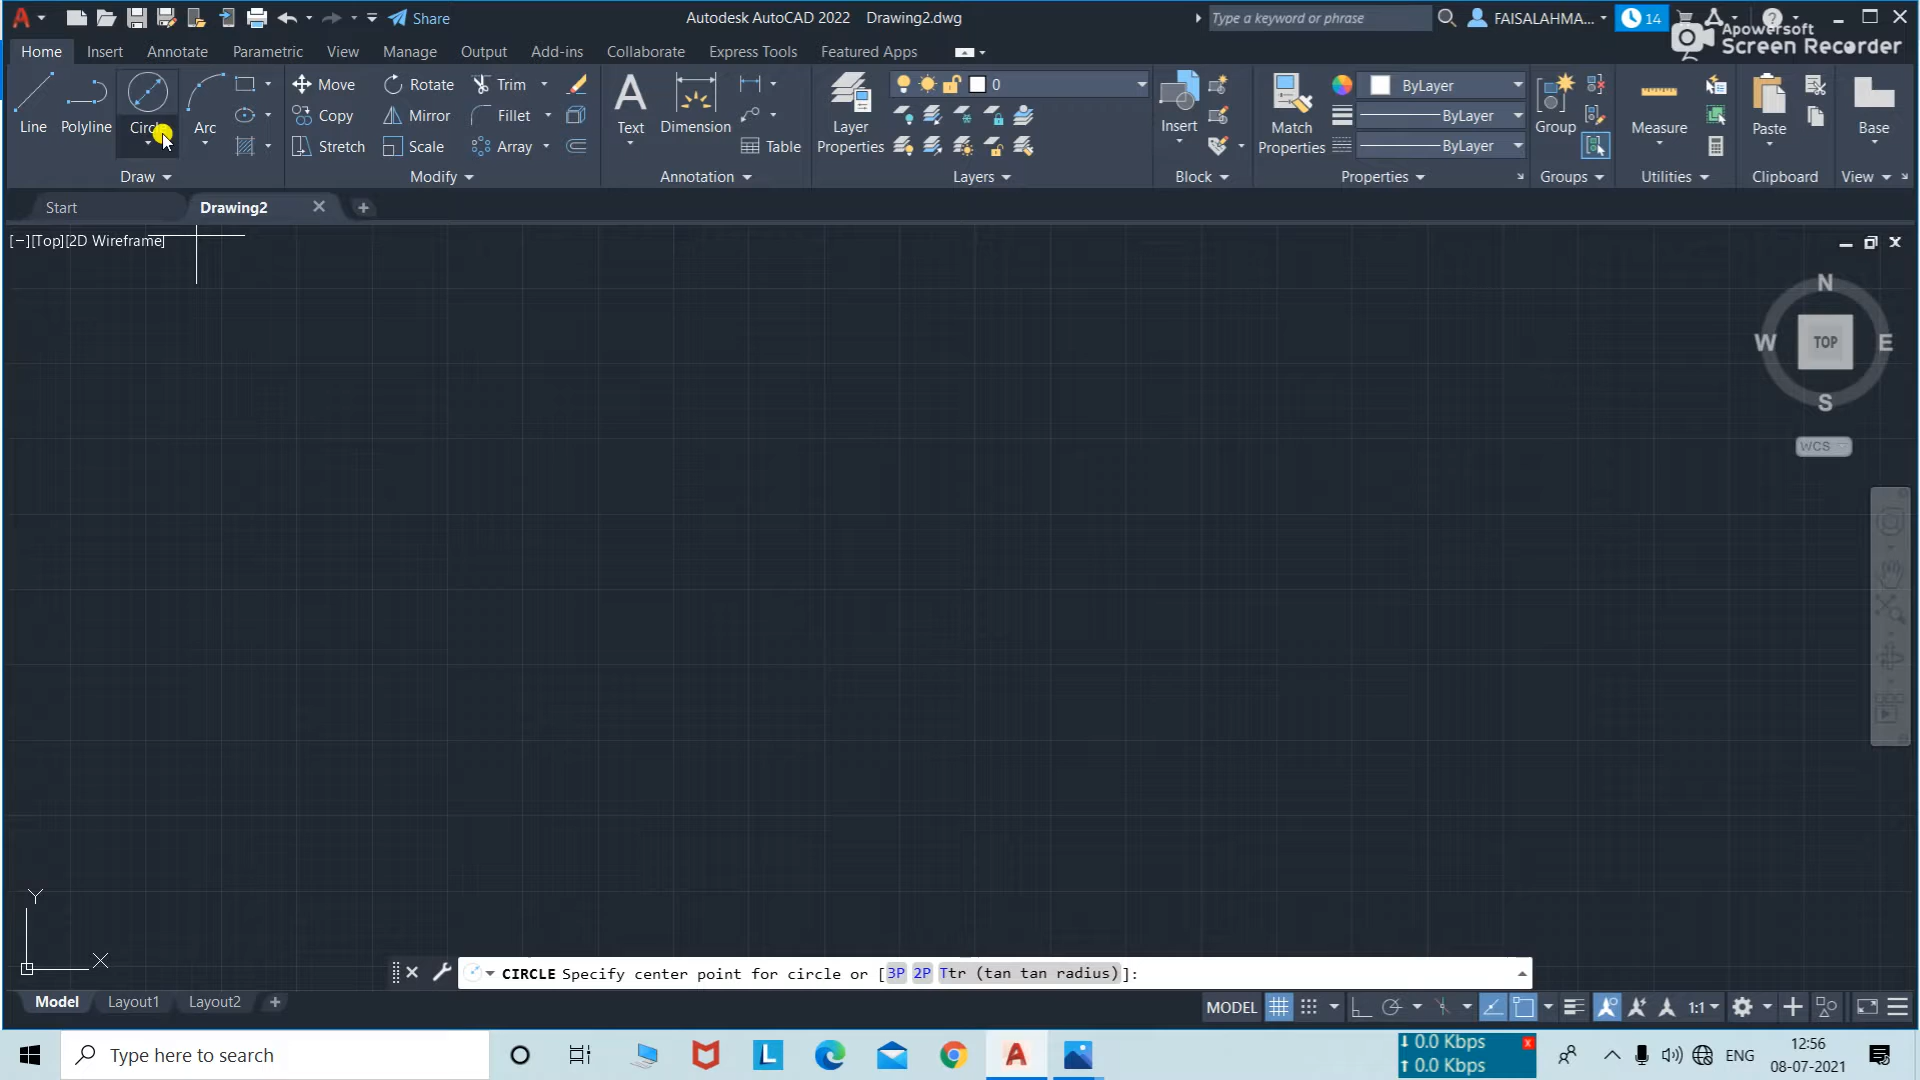 Share
Autodesk AutoCAD 2022 Drawing2.dwg
Type a keyword or phrase
FAISALAHMA...
14
Apowersoft
Screen Recorder
Home Insert Annotate Parametric View Manage Output Add-ins Collaborate Express Tools Featured Apps
Line Polyline Circle Arc
Move Rotate Trim
Copy Mirror Fillet
Stretch Scale Array
Text Dimension Table
Layer
Properties
0
Insert
Match
Properties
ByLayer
ByLayer
ByLayer
Group
Measure
Paste
Base
Draw Modify Annotation Layers Block Properties Groups Utilities Clipboard View
Start Drawing2
[−][Top][2D Wireframe]
N
W TOP E
S
WCS
Y
X
CIRCLE Specify center point for circle or [3P 2P Ttr (tan tan radius)]:
Model Layout1 Layout2
MODEL 1:1
Type here to search
0.0 Kbps
0.0 Kbps
ENG
12:56
08-07-2021